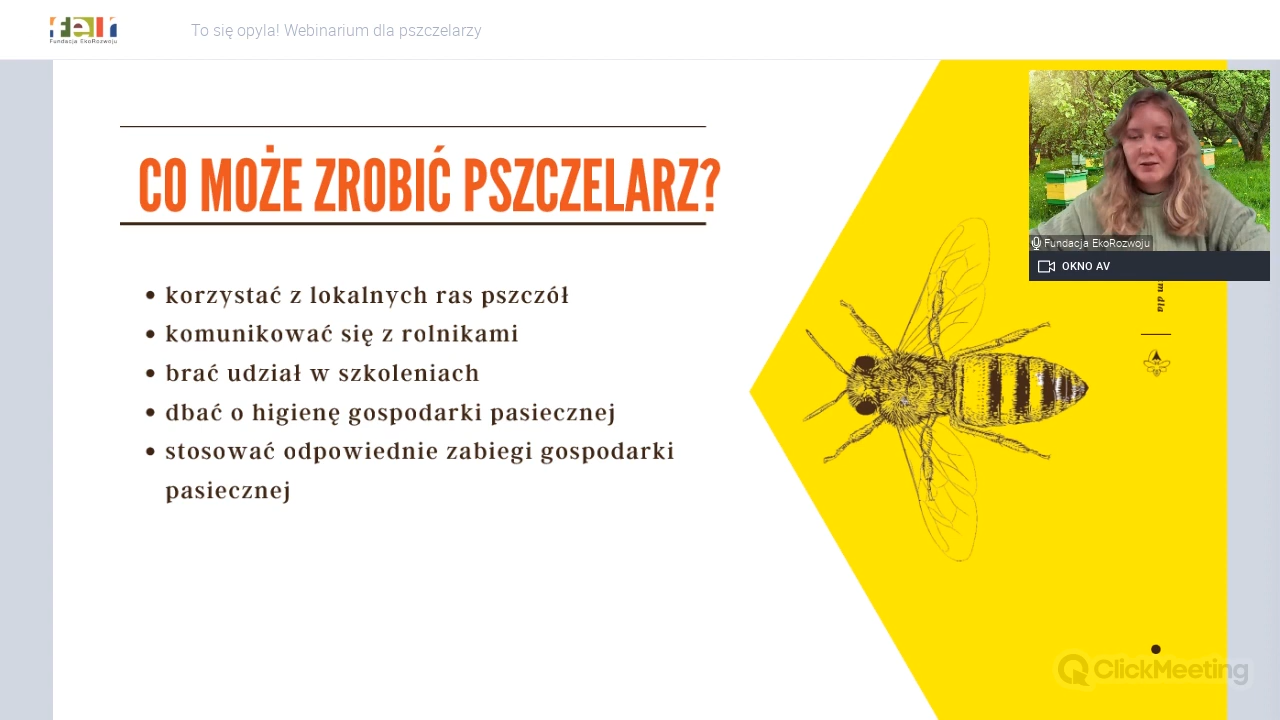 Fundacja EkoRozwoju
To się opyla! Webinarium dla pszczelarzy
CO MOŻE ZROBIĆ PSZCZELARZ?
• korzystać z lokalnych ras pszczół
• komunikować się z rolnikami
• brać udział w szkoleniach
• dbać o higienę gospodarki pasiecznej
• stosować odpowiednie zabiegi gospodarki
pasiecznej
Fundacja EkoRozwoju
OKNO AV
dla
ClickMeeting